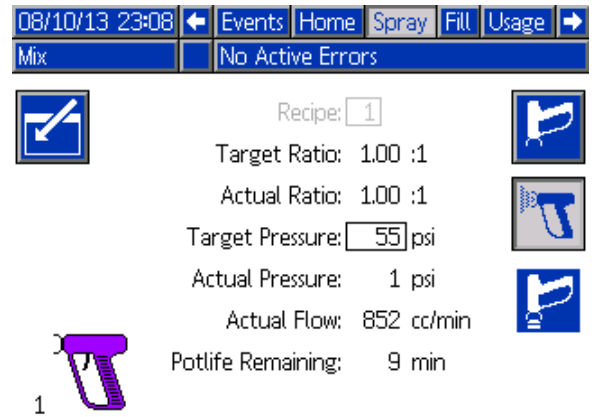 08/10/13 23:08 Events Home Spray Fill Usage
Mix No Active Errors
Recipe: 1
Target Ratio: 1.00 :1
Actual Ratio: 1.00 :1
Target Pressure: 55 psi
Actual Pressure: 1 psi
Actual Flow: 852 cc/min
Potlife Remaining: 9 min
1